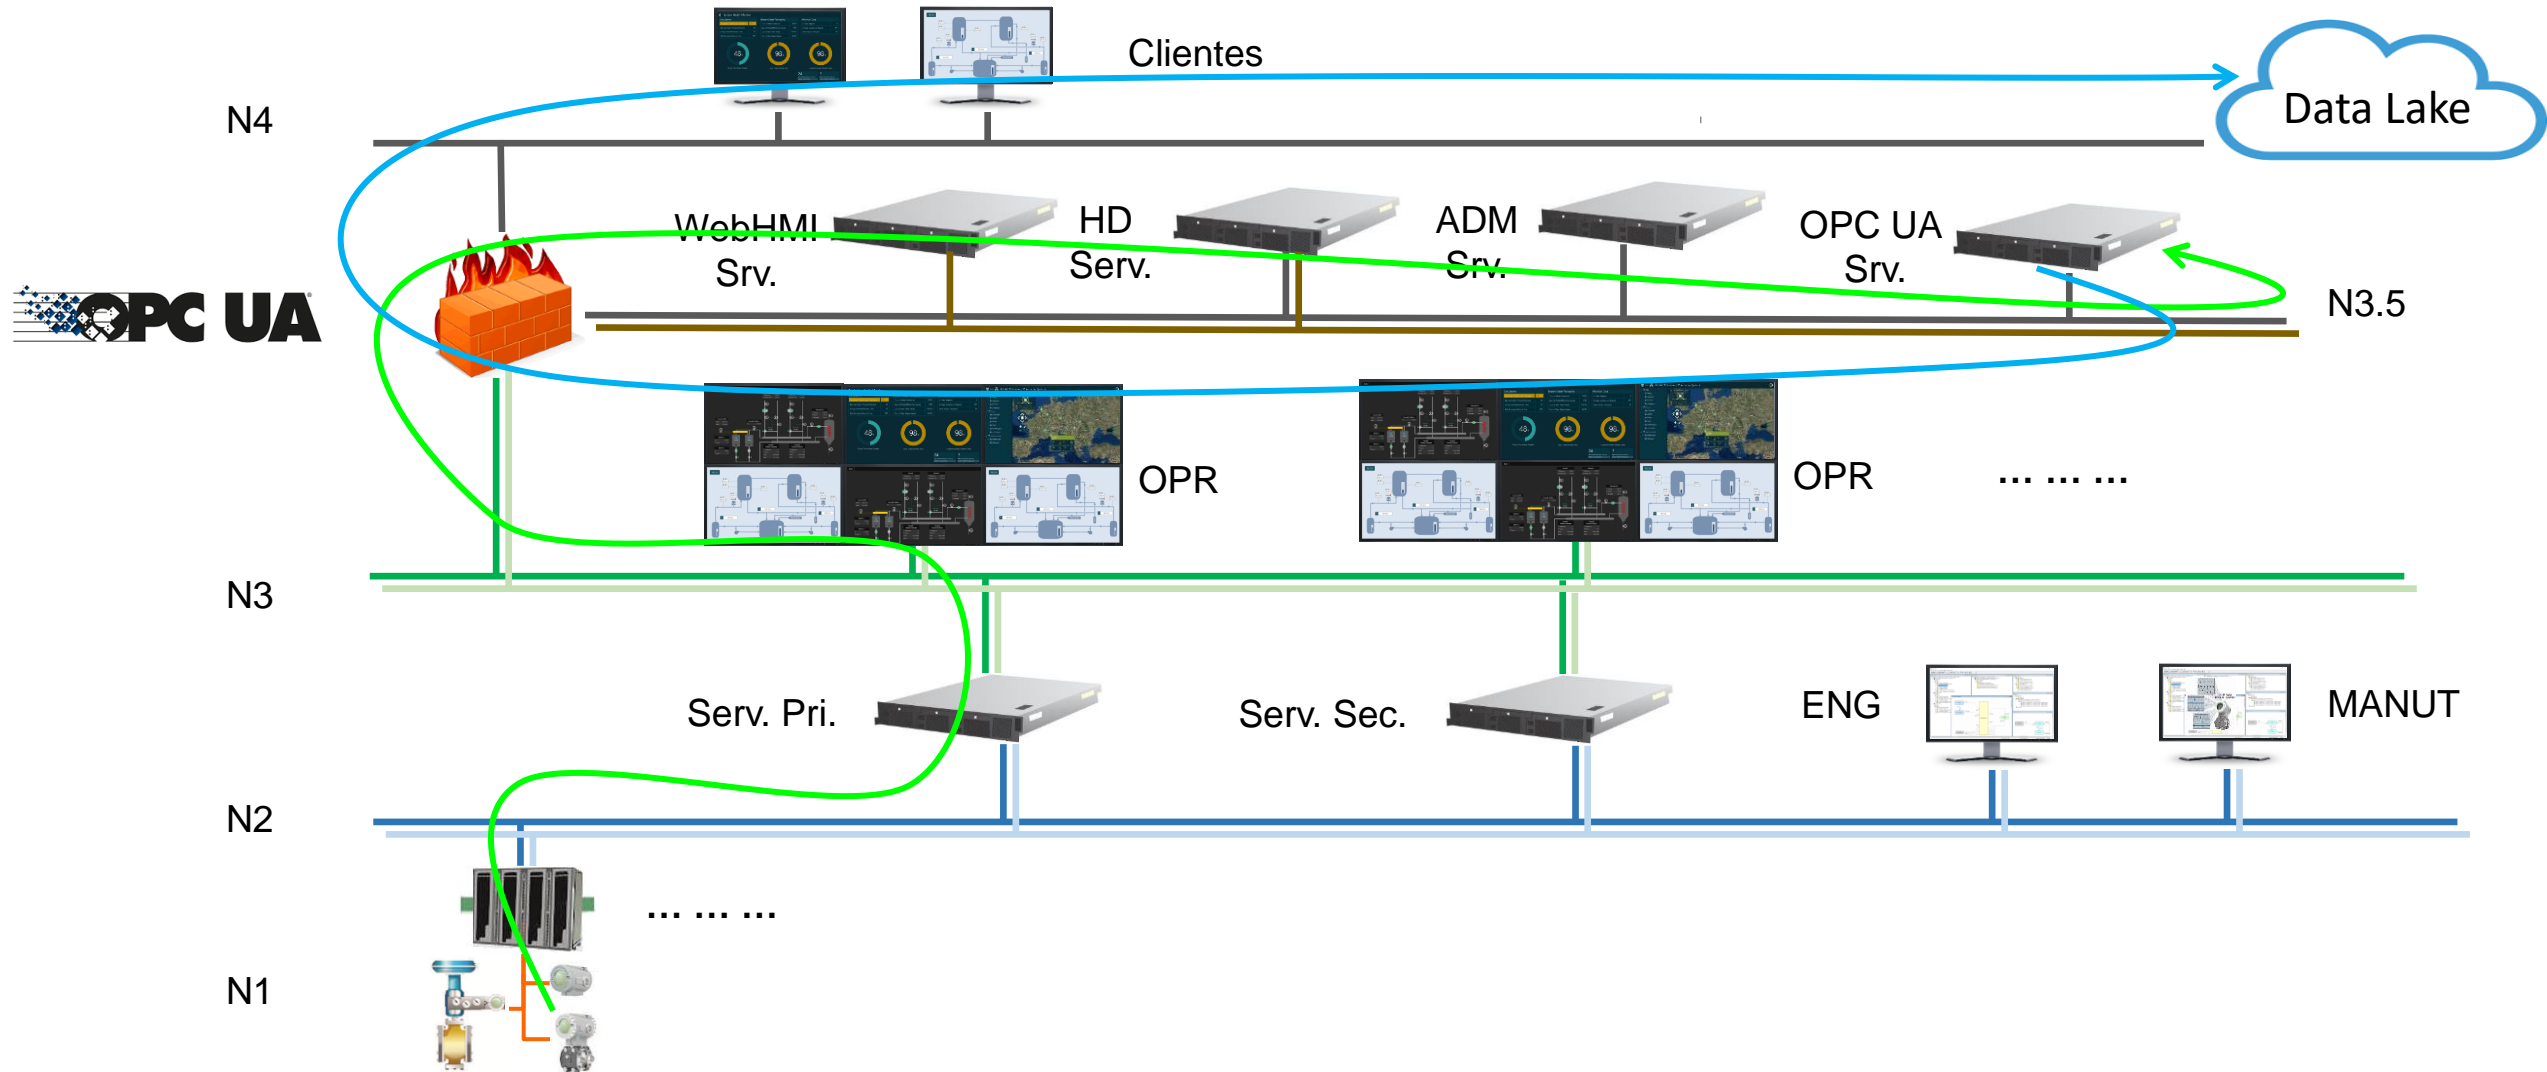 Clientes
Data Lake
N4
WebHMI
Srv.
HD
Serv.
ADM
Srv.
OPC UA
Srv.
OPC UA
N3.5
OPR
OPR
... ... ...
N3
Serv. Pri.
Serv. Sec.
ENG
MANUT
N2
... ... ...
N1